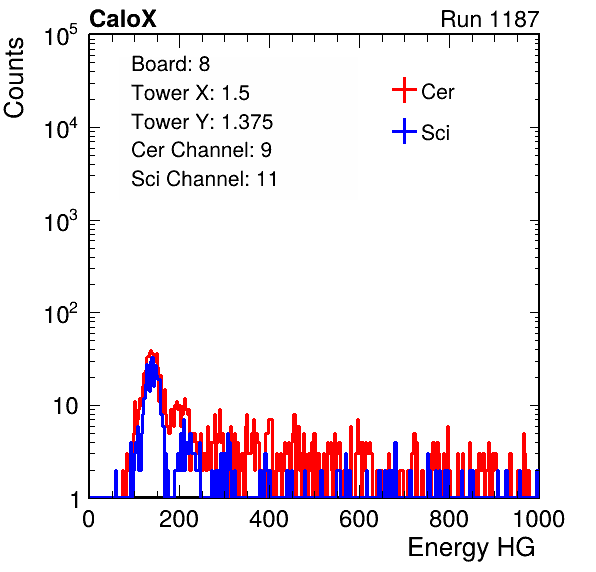 CaloX Run 1187
Board: 8
Tower X: 1.5
Tower Y: 1.375
Cer Channel: 9
Sci Channel: 11
Cer
Sci
Counts
10^5
10^4
10^3
10^2
10
1
0 200 400 600 800 1000
Energy HG